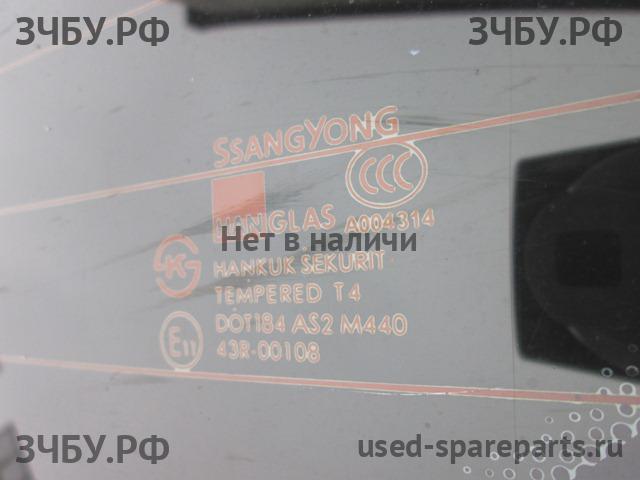 ЗЧБУ.РФ
ЗЧБУ.РФ
SSANGYONG
CCC
HANGLAS A004314
Нет в наличи
KS
HANKUK SEKURIT
TEMPERED T4
DOT184 AS2 M440
E11
43R-00108
ЗЧБУ.РФ
used-spareparts.ru